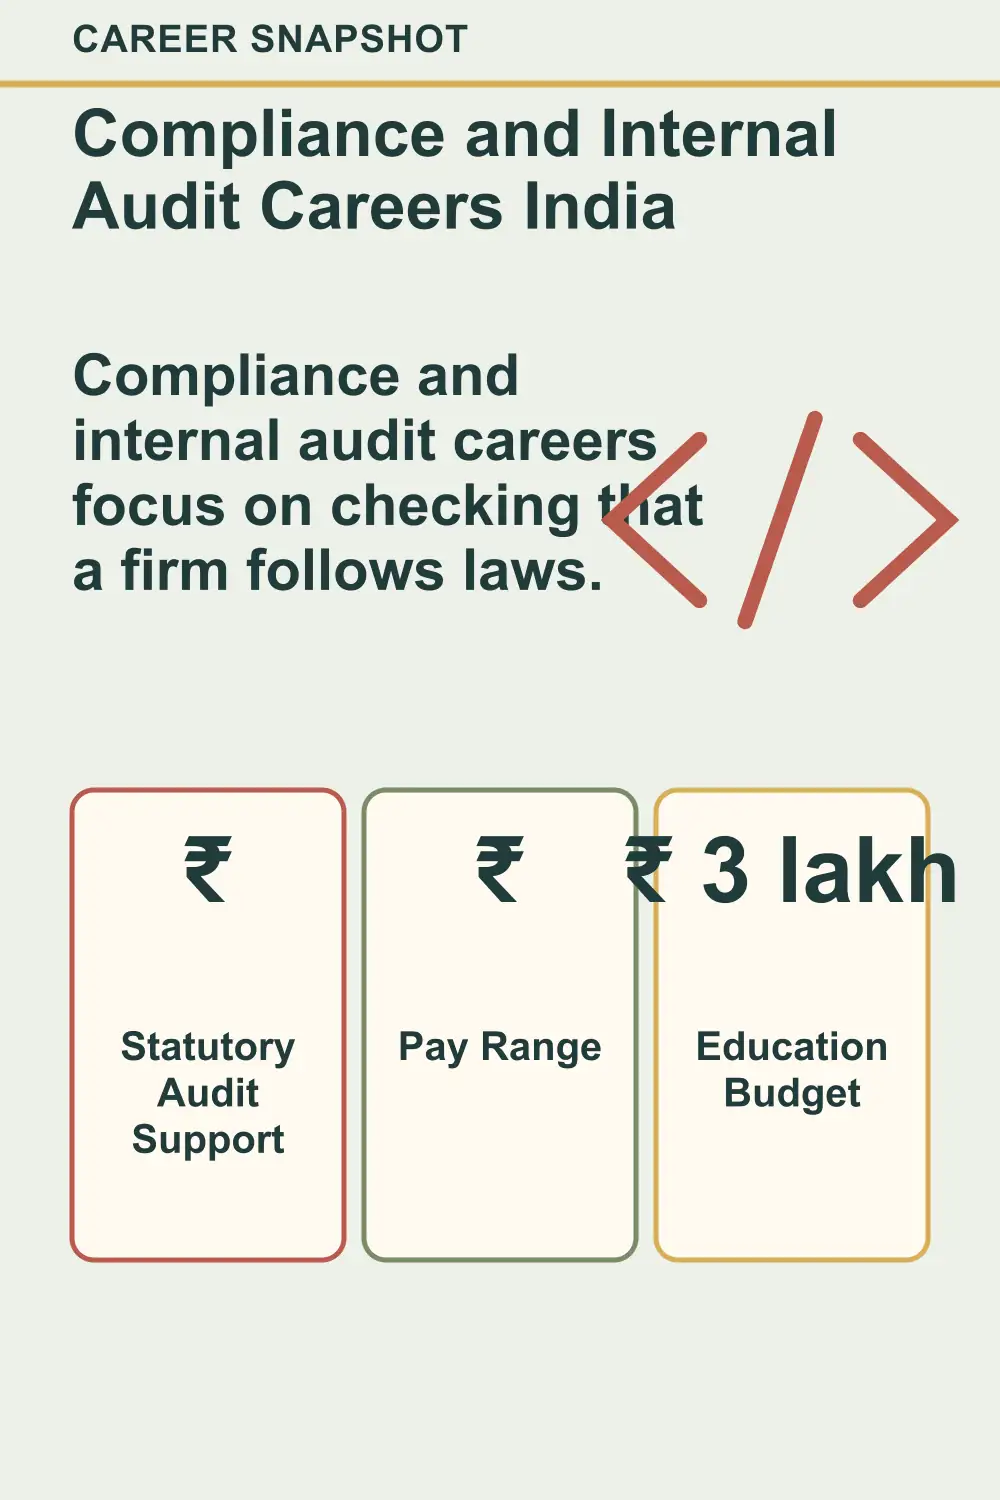 CAREER SNAPSHOT
Compliance and Internal
Audit Careers India
Compliance and
internal audit careers
focus on checking that
a firm follows laws.
₹
Statutory
Audit
Support
₹
Pay Range
₹ 3 lakh
Education
Budget